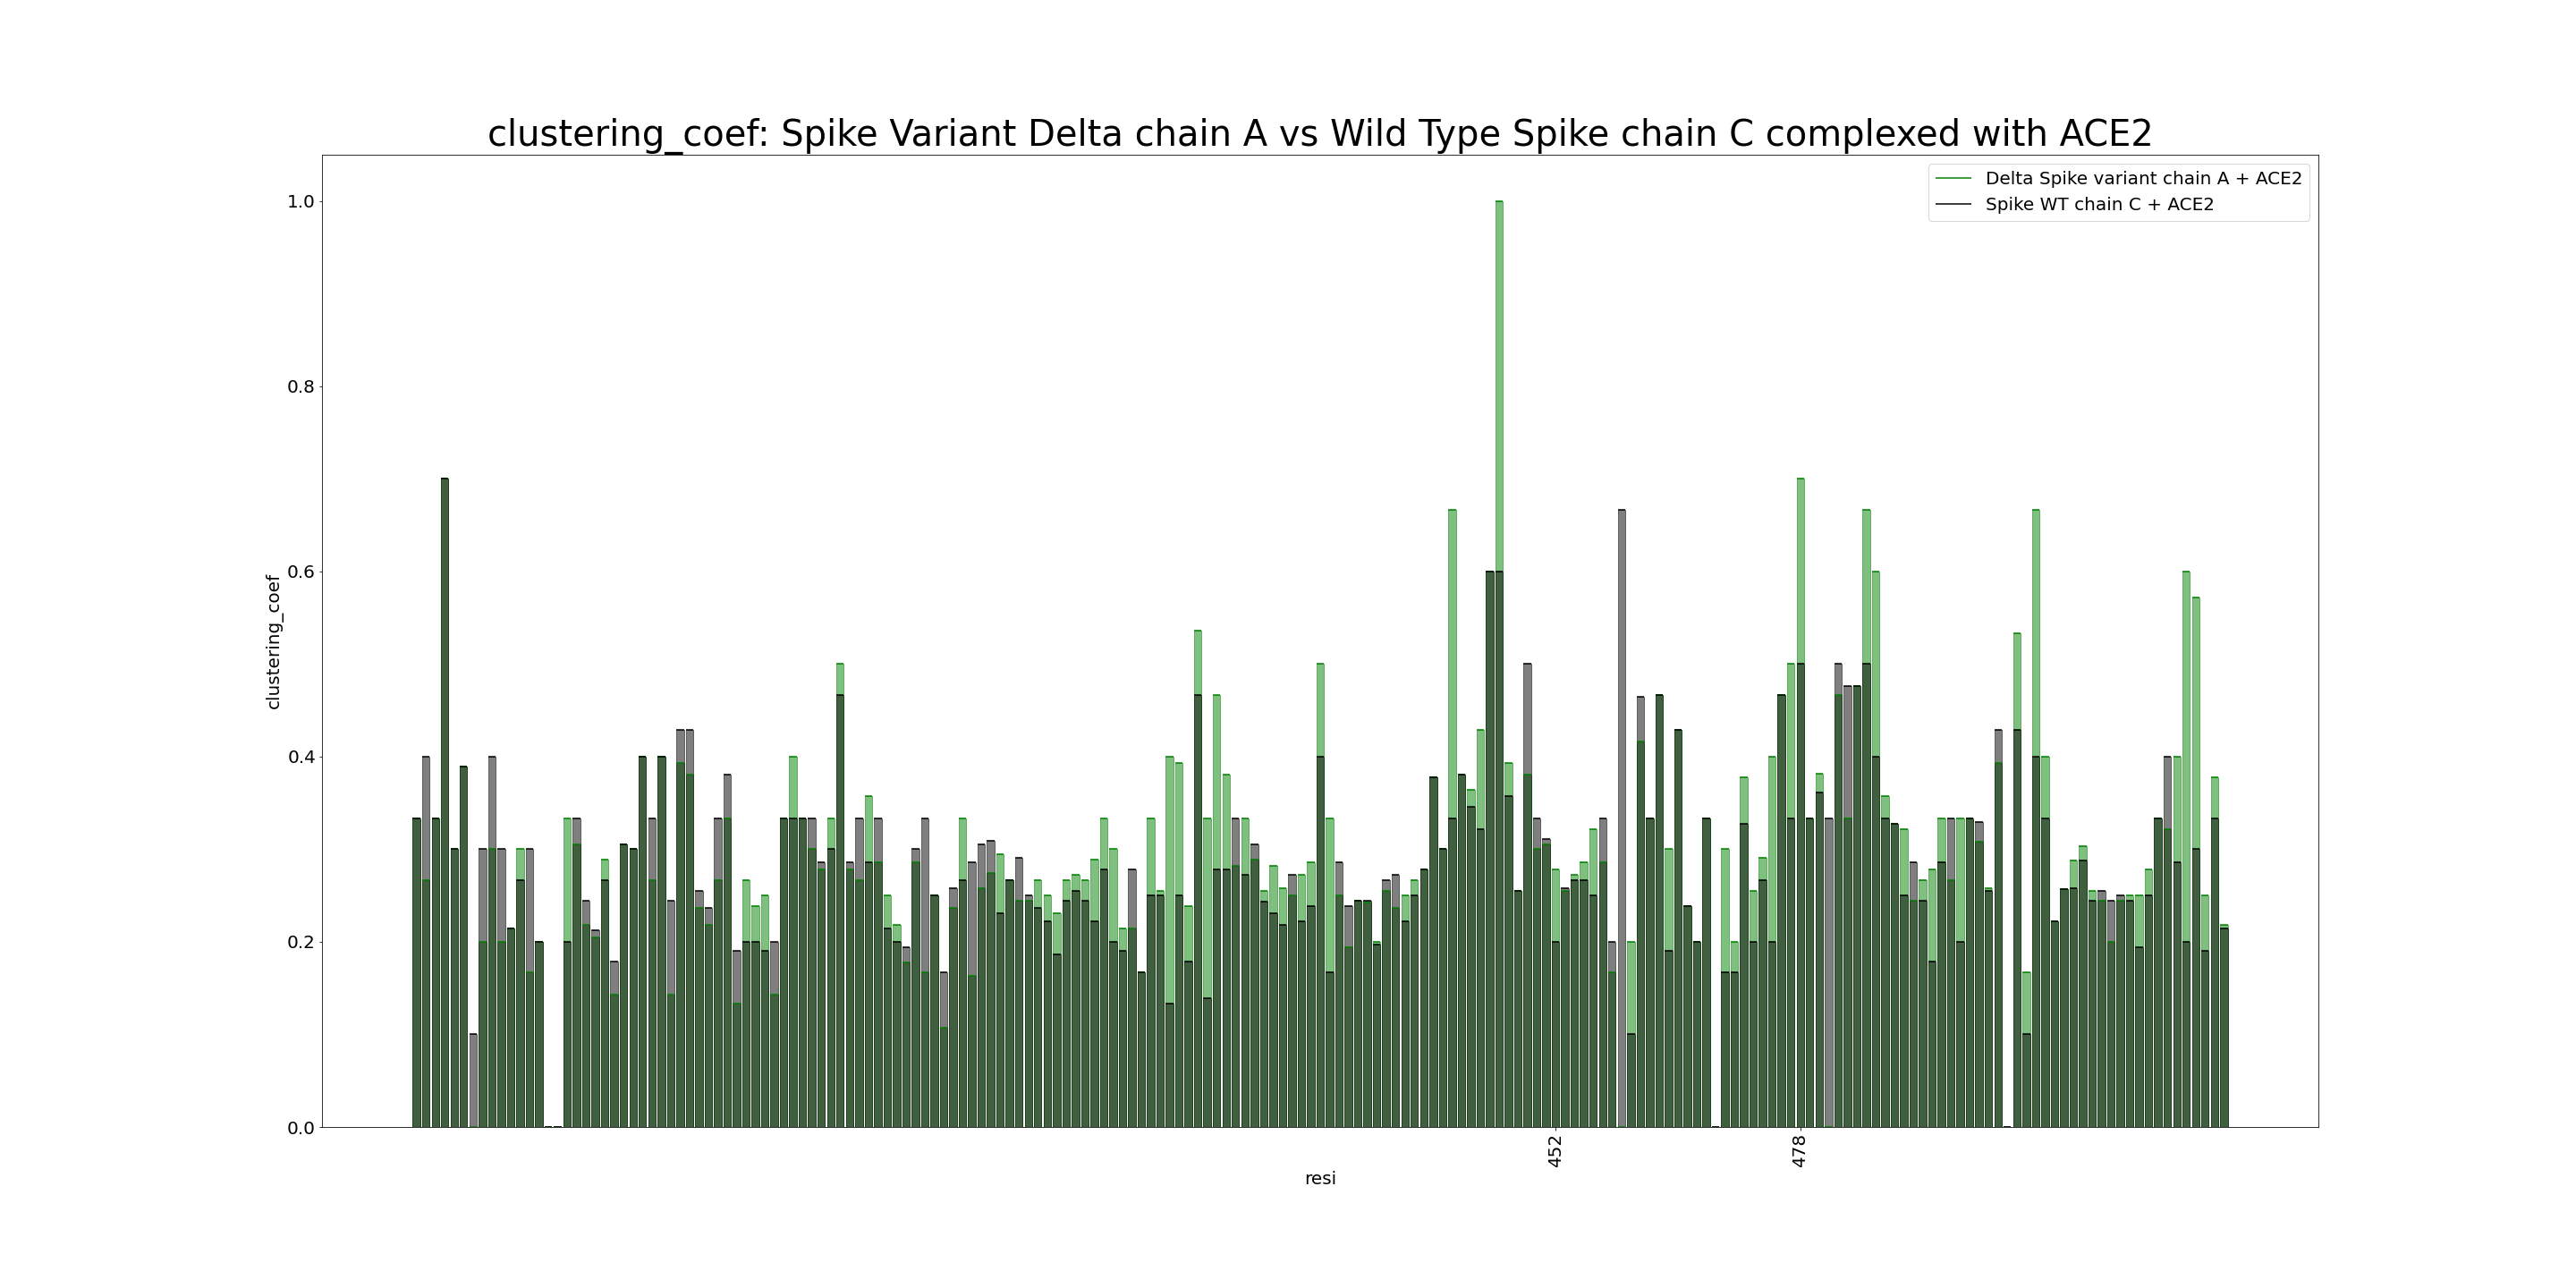 clustering_coef: Spike Variant Delta chain A vs Wild Type Spike chain C complexed with ACE2
Delta Spike variant chain A + ACE2
Spike WT chain C + ACE2
1.0
0.8
0.6
0.4
0.2
0.0
clustering_coef
452
478
resi